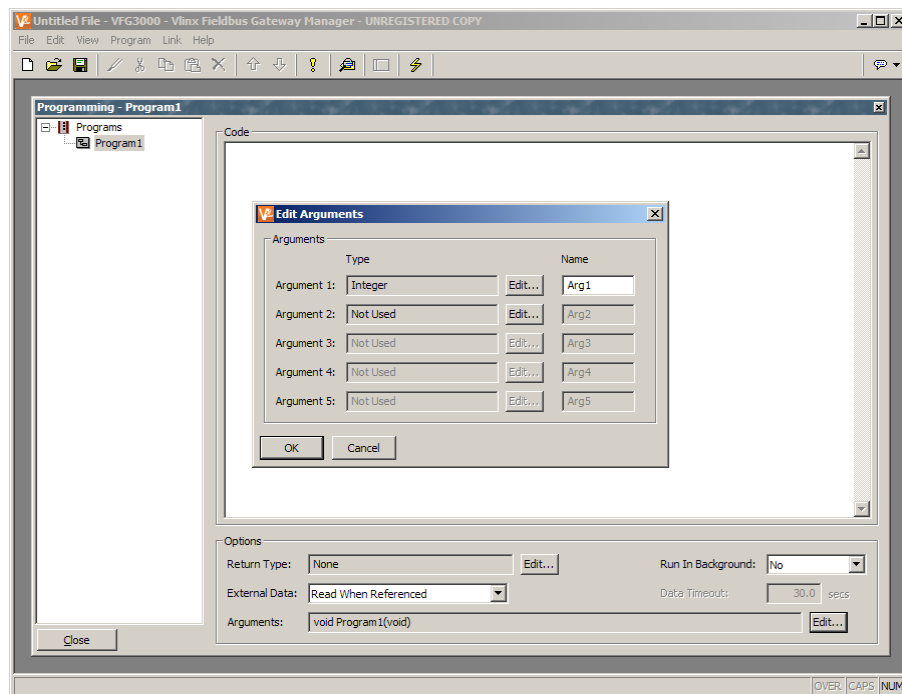 Untitled File - VFG3000 - Vlinx Fieldbus Gateway Manager - UNREGISTERED COPY
File Edit View Program Link Help
Programming - Program1
Programs
Program1
Code
Edit Arguments
Arguments
Type Name
Argument 1: Integer Edit... Arg1
Argument 2: Not Used Edit... Arg2
Argument 3: Not Used Edit... Arg3
Argument 4: Not Used Edit... Arg4
Argument 5: Not Used Edit... Arg5
OK Cancel
Options
Return Type: None Edit... Run In Background: No
External Data: Read When Referenced Data Timeout: 30.0 secs
Arguments: void Program1(void) Edit...
Close
OVER CAPS NUM